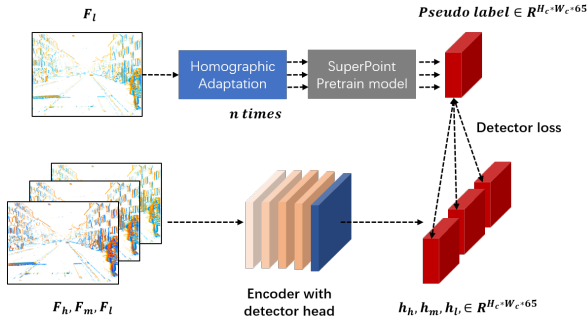 F_l
Pseudo label ∈ R^{H_c*W_c*65}
Homographic
Adaptation
SuperPoint
Pretrain model
n times
Detector loss
F_h, F_m, F_l
Encoder with
detector head
h_h, h_m, h_l, ∈ R^{H_c*W_c*65}